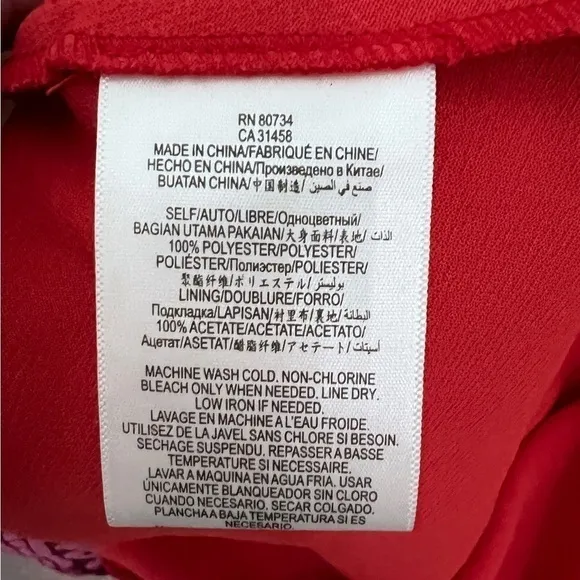 RN 80734
CA 31458
MADE IN CHINA/FABRIQUÉ EN CHINE/
HECHO EN CHINA/Произведено в Китае/
BUATAN CHINA/中国制造/ صنع في الصين/
SELF/AUTO/LIBRE/Одноцветный/
BAGIAN UTAMA PAKAIAN/大身面料/表地/ الذات
100% POLYESTER/POLYESTER/
POLIÉSTER/Полиэстер/POLIESTER/
聚酯纤维/ポリエステル/ بوليستر/
LINING/DOUBLURE/FORRO/
Подкладка/LAPISAN/衬里布/裏地/ البطانة/
100% ACETATE/ACÉTATE/ACETATO/
Ацетат/ASETAT/醋酯纤维/アセテート/ أسيتات/
MACHINE WASH COLD. NON-CHLORINE
BLEACH ONLY WHEN NEEDED. LINE DRY.
LOW IRON IF NEEDED.
LAVAGE EN MACHINE A L'EAU FROIDE.
UTILISEZ DE LA JAVEL SANS CHLORE SI BESOIN.
SECHAGE SUSPENDU. REPASSER A BASSE
TEMPERATURE SI NECESSAIRE.
LAVAR A MAQUINA EN AGUA FRIA. USAR
ÚNICAMENTE BLANQUEADOR SIN CLORO
CUANDO NECESARIO. SECAR COLGADO.
PLANCHA A BAJA TEMPERATURA SI ES
NECESARIO.